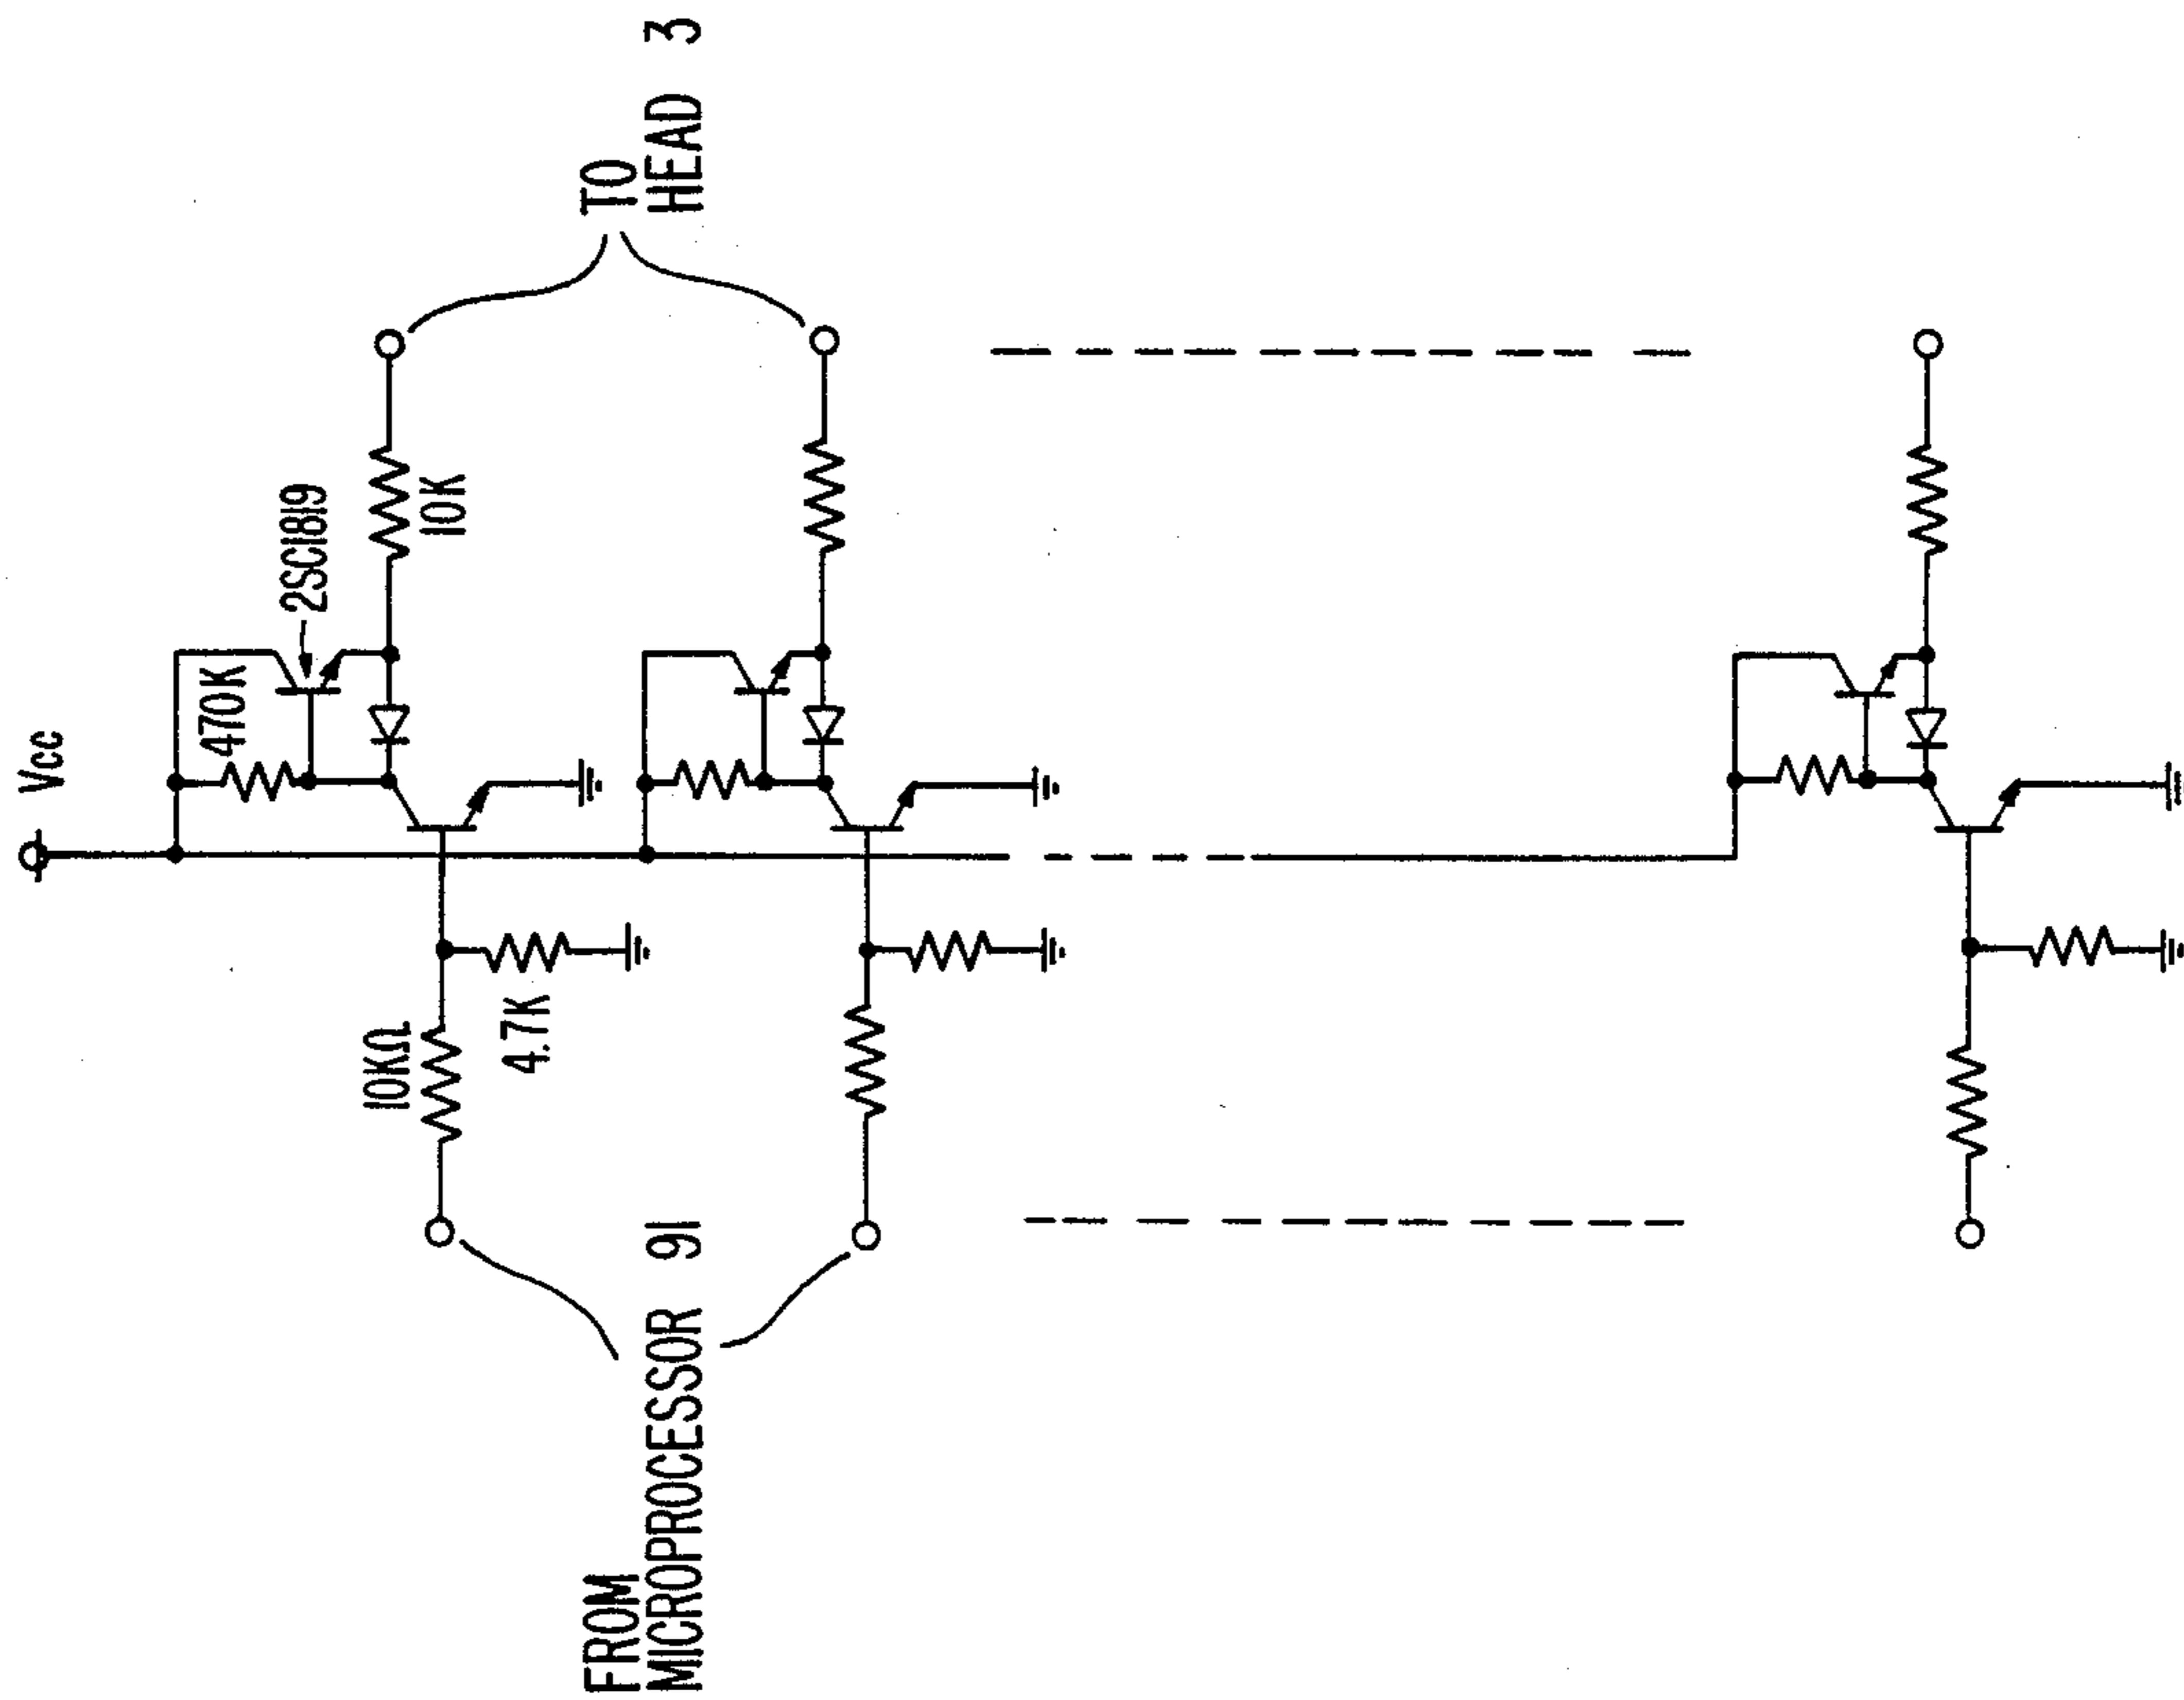 Vcc
470K
2SC1819
10K
TO
HEAD 3
10KΩ
4.7K
FROM
MICROPROCESSOR 91